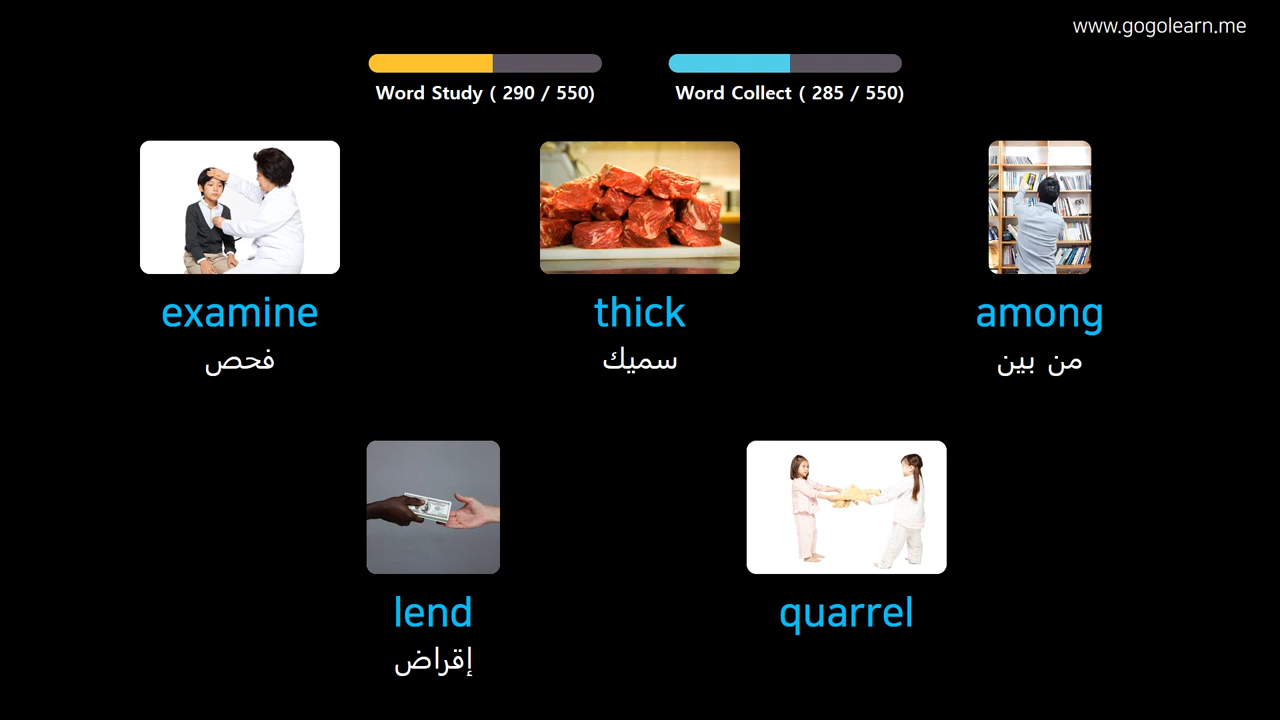 www.gogolearn.me
Word Study ( 290 / 550)
Word Collect ( 285 / 550)
examine
فحص
thick
سميك
among
من بين
lend
إقراض
quarrel